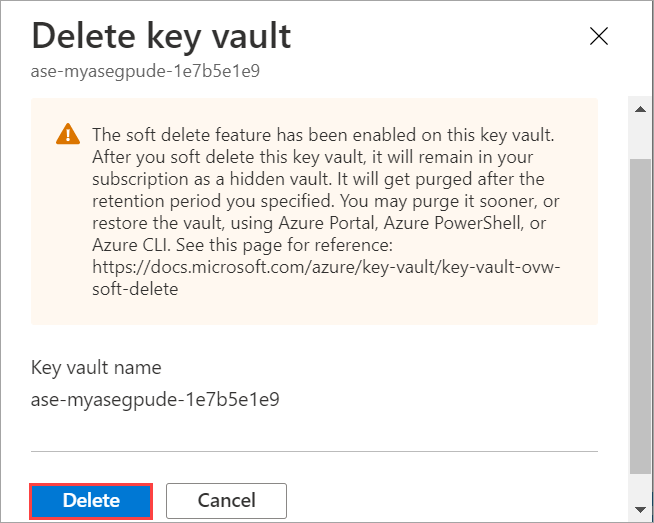 Delete key vault
ase-myasegpude-1e7b5e1e9
The soft delete feature has been enabled on this key vault.
After you soft delete this key vault, it will remain in your
subscription as a hidden vault. It will get purged after the
retention period you specified. You may purge it sooner, or
restore the vault, using Azure Portal, Azure PowerShell, or
Azure CLI. See this page for reference:
https://docs.microsoft.com/azure/key-vault/key-vault-ovw-
soft-delete
Key vault name
ase-myasegpude-1e7b5e1e9
Delete
Cancel